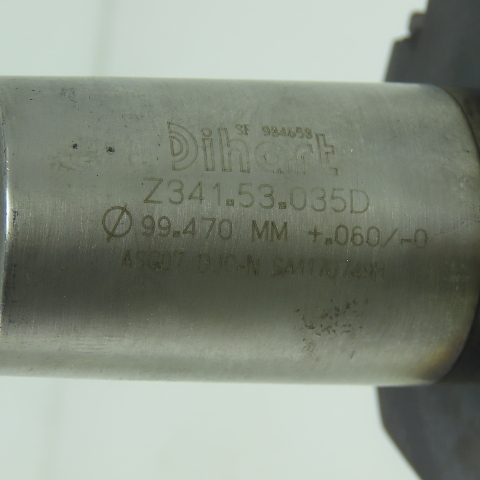 SF 984658
Dihart
Z341.53.035D
Ø 99.470 MM +.060/-0